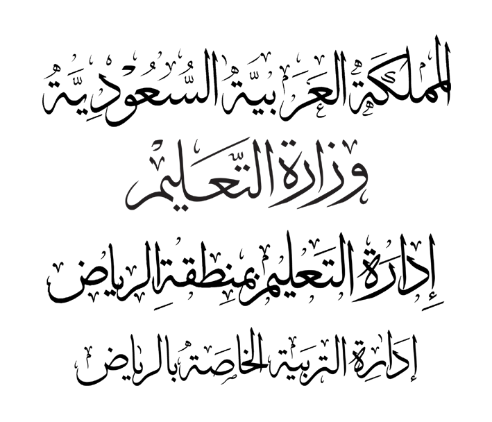 المملكة العربية السعودية
وزارة التعليم
إدارة التعليم بمنطقة الرياض
إدارة التربية الخاصة بالرياض